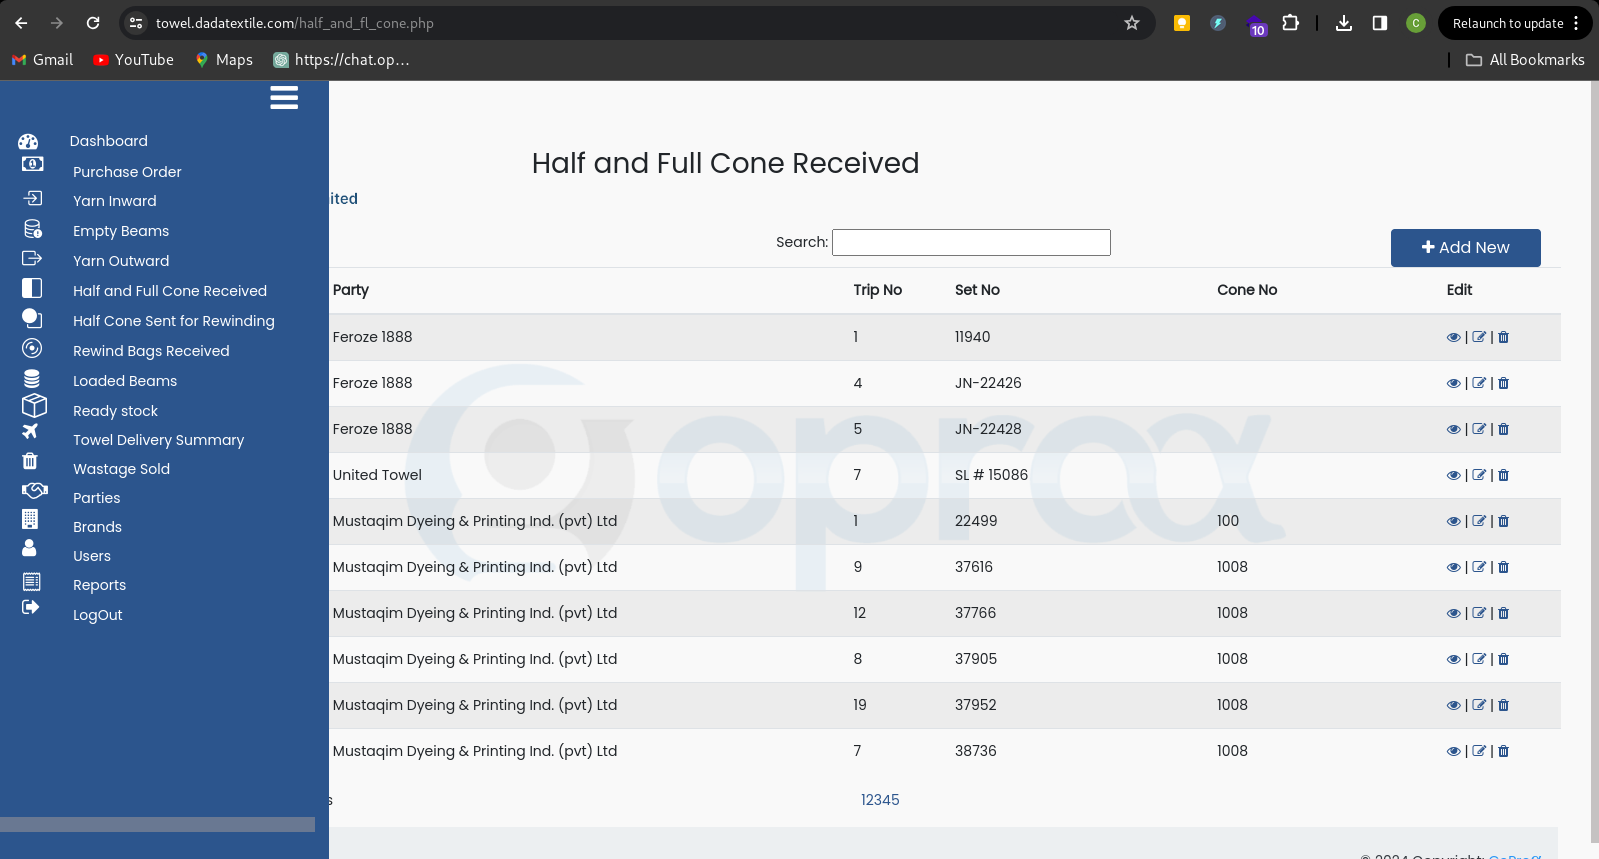 towel.dadatextile.com/half_and_fl_cone.php
10
C
Relaunch to update
Gmail
YouTube
Maps
https://chat.op...
All Bookmarks
Dashboard
Purchase Order
Yarn Inward
Empty Beams
Yarn Outward
Half and Full Cone Received
Half Cone Sent for Rewinding
Rewind Bags Received
Loaded Beams
Ready stock
Towel Delivery Summary
Wastage Sold
Parties
Brands
Users
Reports
LogOut
Half and Full Cone Received
ited
Search:
Add New
Party Trip No Set No Cone No Edit
Feroze 1888 1 11940 | |
Feroze 1888 4 JN-22426 | |
Feroze 1888 5 JN-22428 | |
United Towel 7 SL # 15086 | |
Mustaqim Dyeing & Printing Ind. (pvt) Ltd 1 22499 100 | |
Mustaqim Dyeing & Printing Ind. (pvt) Ltd 9 37616 1008 | |
Mustaqim Dyeing & Printing Ind. (pvt) Ltd 12 37766 1008 | |
Mustaqim Dyeing & Printing Ind. (pvt) Ltd 8 37905 1008 | |
Mustaqim Dyeing & Printing Ind. (pvt) Ltd 19 37952 1008 | |
Mustaqim Dyeing & Printing Ind. (pvt) Ltd 7 38736 1008 | |
s
12345
© 2024 Copyright: CoProα